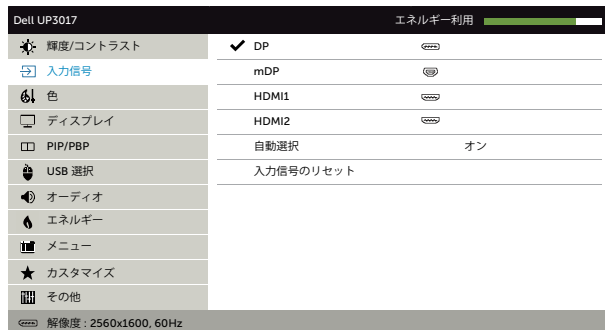 Dell UP3017 エネルギー利用
輝度/コントラスト
入力信号
色
ディスプレイ
PIP/PBP
USB 選択
オーディオ
エネルギー
メニュー
カスタマイズ
その他
DP
mDP
HDMI1
HDMI2
自動選択 オン
入力信号のリセット
解像度 : 2560x1600, 60Hz